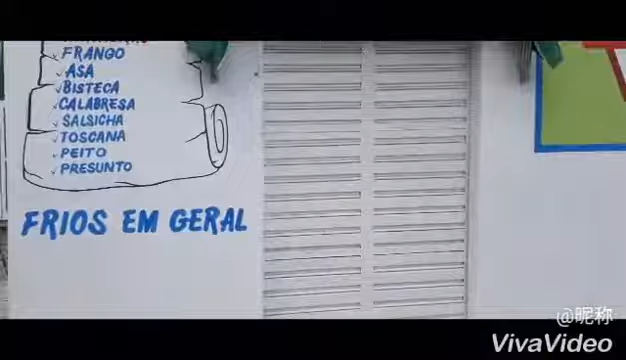 FRANGO
ASA
BISTECA
CALABRESA
SALSICHA
TOSCANA
PEITO
PRESUNTO
FRIOS EM GERAL
@昵称
VivaVideo